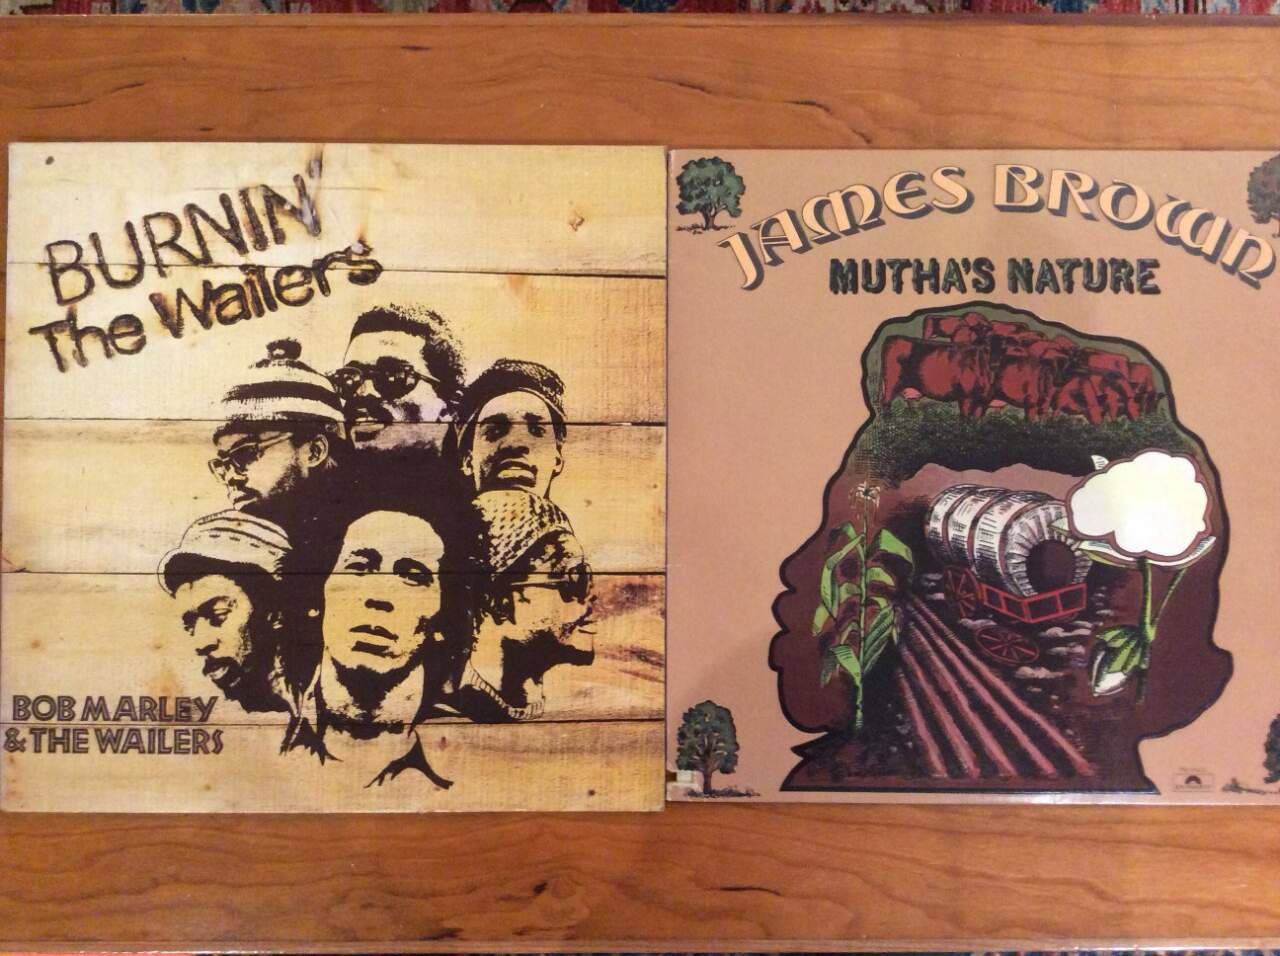 BURNIN'
The Wailers
BOB MARLEY
& THE WAILERS
JAMES BROWN
MUTHA'S NATURE